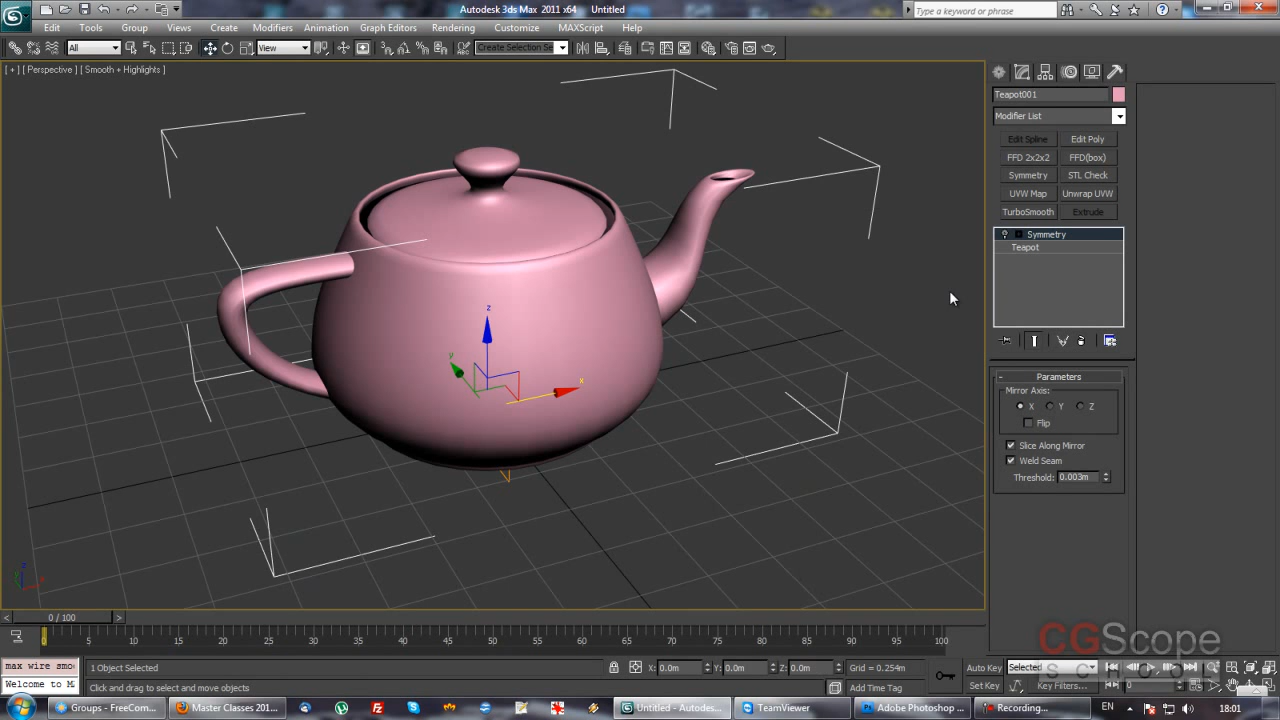 Autodesk 3ds Max 2011 x64 Untitled
Type a keyword or phrase
Edit Tools Group Views Create Modifiers Animation Graph Editors Rendering Customize MAXScript Help
All
View
Create Selection Se
[ + ] [ Perspective ] [ Smooth + Highlights ]
Teapot001
Modifier List
Edit Spline Edit Poly
FFD 2x2x2 FFD(box)
Symmetry STL Check
UVW Map Unwrap UVW
TurboSmooth Extrude
Symmetry
Teapot
z
y
x
- Parameters
Mirror Axis:
X Y Z
Flip
Slice Along Mirror
Weld Seam
Threshold: 0.003m
z
x
< 0 / 100 >
0 5 10 15 20 25 30 35 40 45 50 55 60 65 70 75 80 85 90 95 100
CGScope
SCHOOL
max wire smo
Welcome to M
1 Object Selected
X: 0.0m Y: 0.0m Z: 0.0m
Grid = 0.254m
Auto Key Selected
Click and drag to select and move objects
Add Time Tag
Set Key Key Filters...
0
Groups - FreeCom...
Master Classes 201...
Untitled - Autodes...
TeamViewer
Adobe Photoshop ...
Recording...
EN
18:01